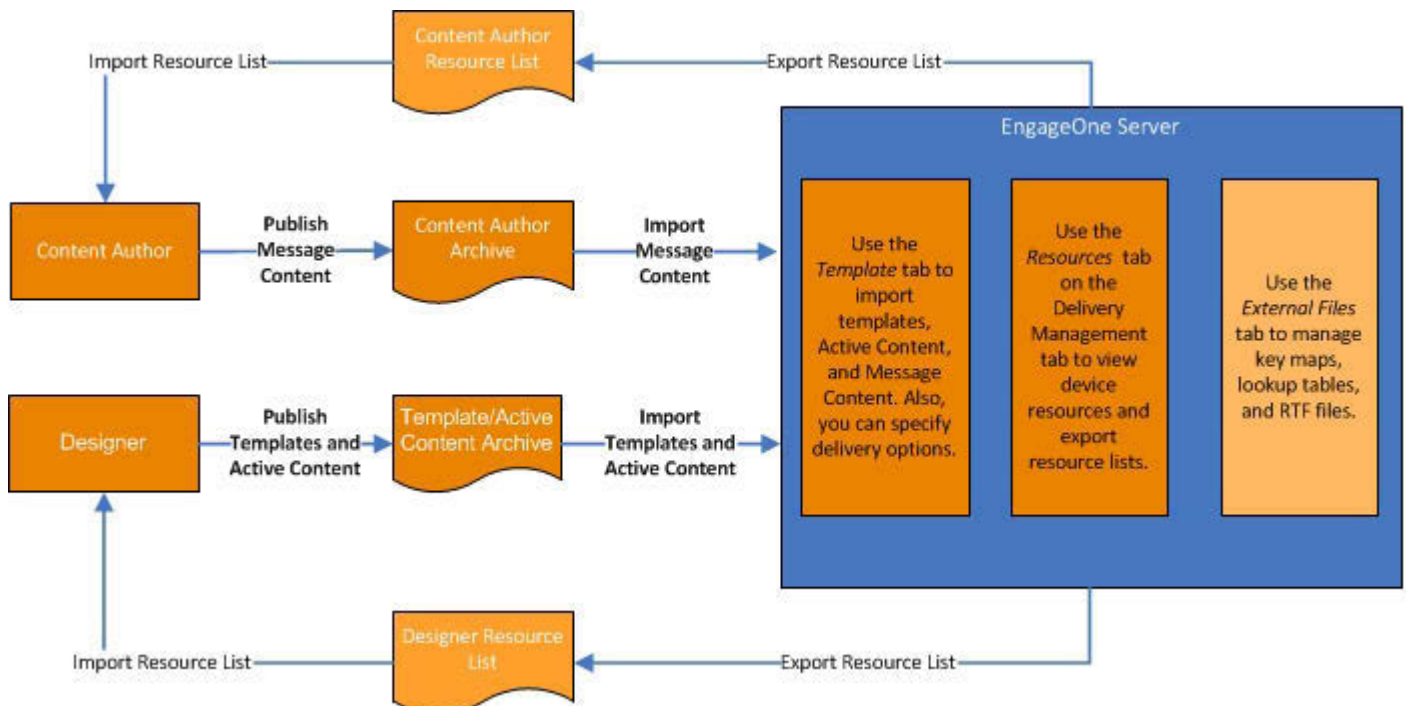 Content Author
Resource List
Import Resource List
Export Resource List
EngageOne Server
Content Author
Publish
Message
Content
Content Author
Archive
Import
Message
Content
Designer
Publish
Templates and
Active Content
Template/Active
Content Archive
Import
Templates and
Active Content
Use the
Template tab to
import
templates,
Active Content,
and Message
Content. Also,
you can specify
delivery options.
Use the
Resources tab
on the
Delivery
Management
tab to view
device
resources and
export
resource lists.
Use the
External Files
tab to manage
key maps,
lookup tables,
and RTF files.
Designer Resource
List
Import Resource List
Export Resource List